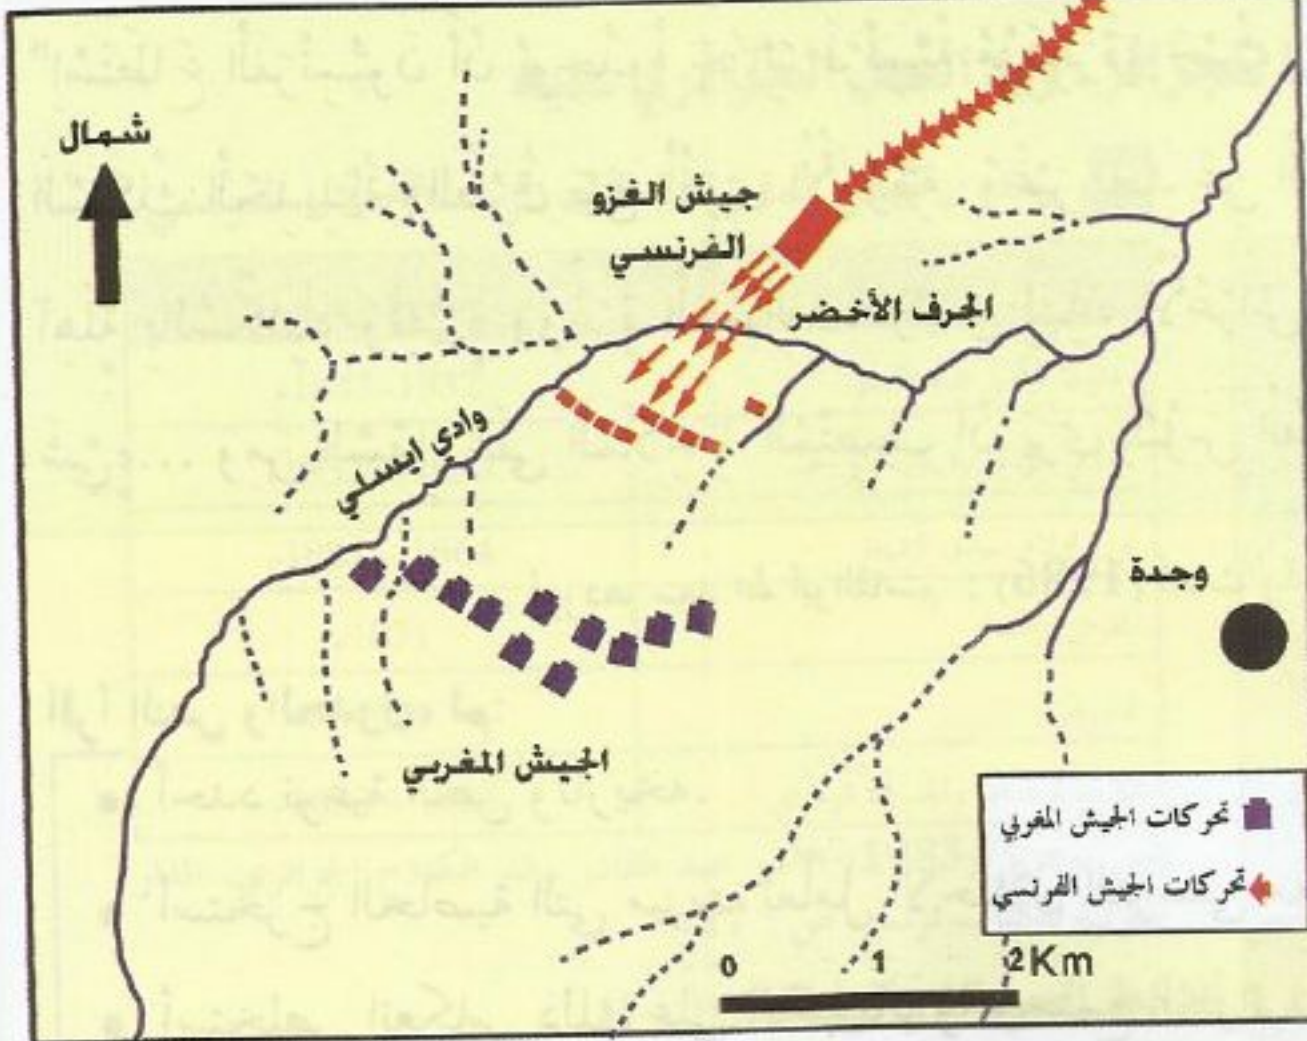 شمال
جيش الغزو
الفرنسي
الجرف الأخضر
وادي ايسلي
وجدة
الجيش المغربي
تحركات الجيش المغربي
تحركات الجيش الفرنسي
0 1 2Km